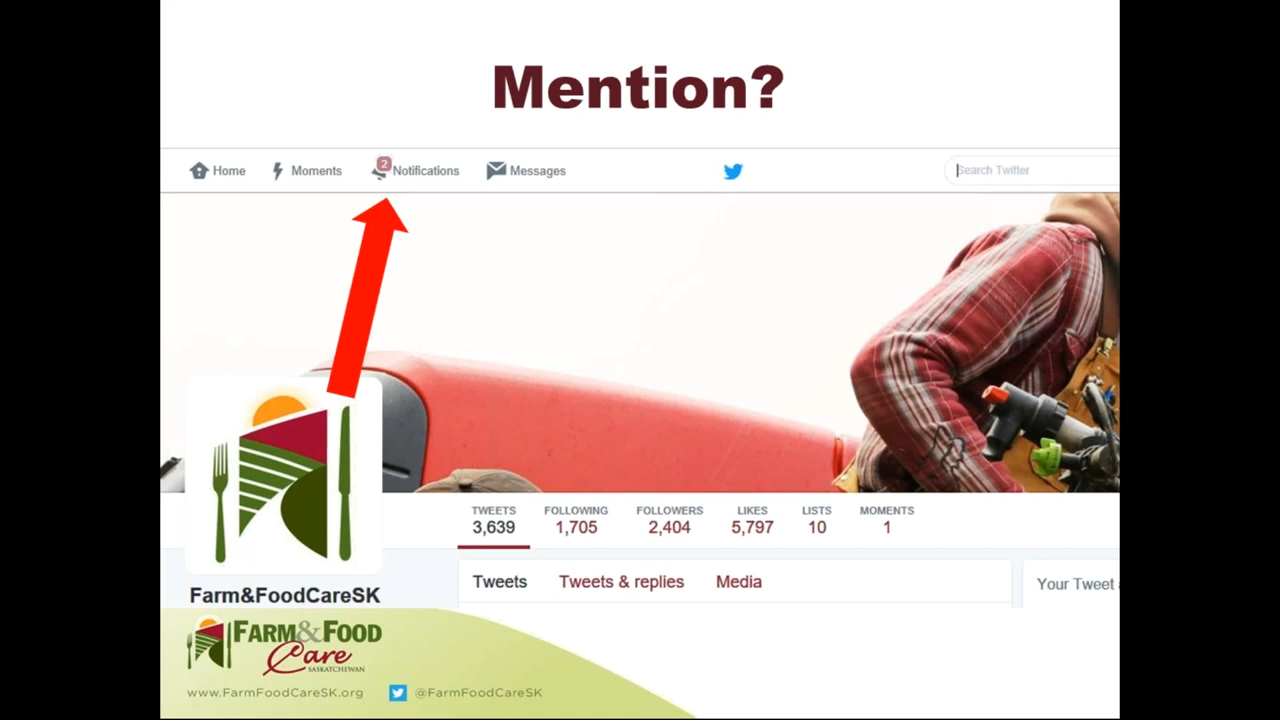 Mention?
Home Moments 2 Notifications Messages Search Twitter
TWEETS FOLLOWING FOLLOWERS LIKES LISTS MOMENTS
3,639 1,705 2,404 5,797 10 1
Tweets Tweets & replies Media
Your Tweet
Farm&FoodCareSK
FARM&FOOD
Care
SASKATCHEWAN
www.FarmFoodCareSK.org @FarmFoodCareSK